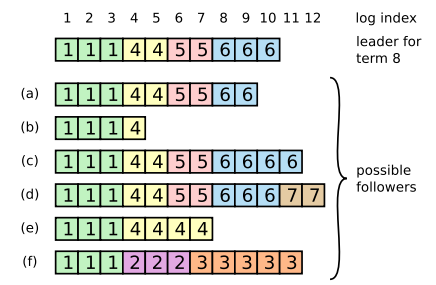 1 2 3 4 5 6 7 8 9 10 11 12 log index
1 1 1 4 4 5 5 6 6 6 leader for
term 8
(a) 1 1 1 4 4 5 5 6 6
(b) 1 1 1 4
(c) 1 1 1 4 4 5 5 6 6 6 6
(d) 1 1 1 4 4 5 5 6 6 6 7 7
(e) 1 1 1 4 4 4 4
(f) 1 1 1 2 2 2 3 3 3 3 3
possible
followers